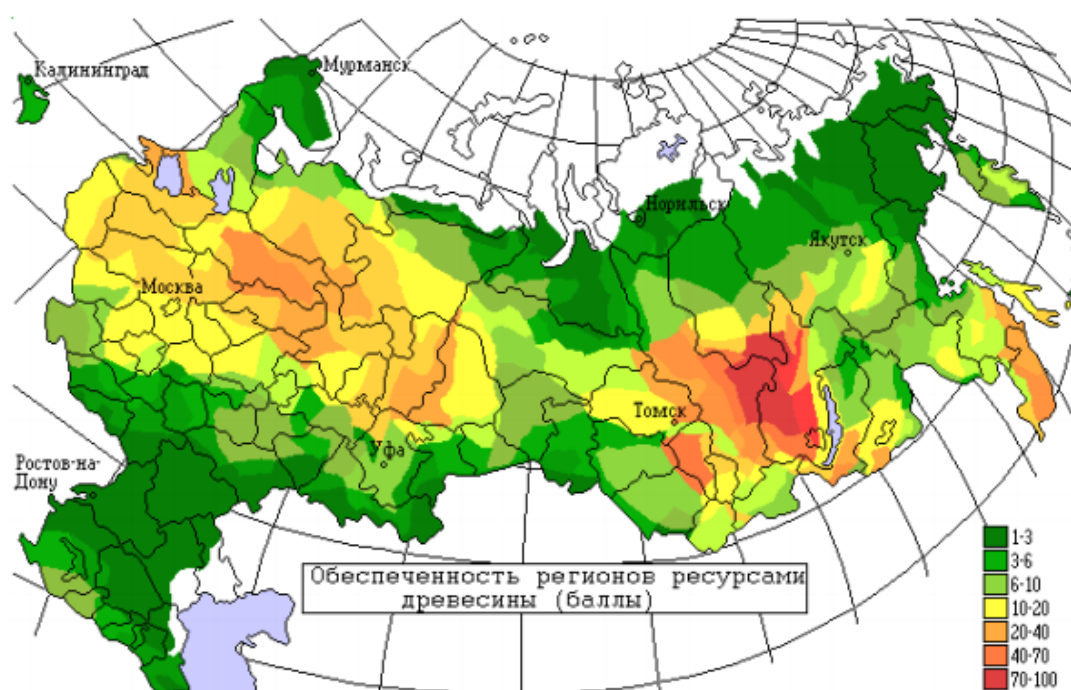 Калининград
Мурманск
Норильск
Якутск
Москва
Томск
Уфа
Ростов-на-
Дону
Обеспеченность регионов ресурсами
древесины (баллы)
1-3
3-6
6-10
10-20
20-40
40-70
70-100